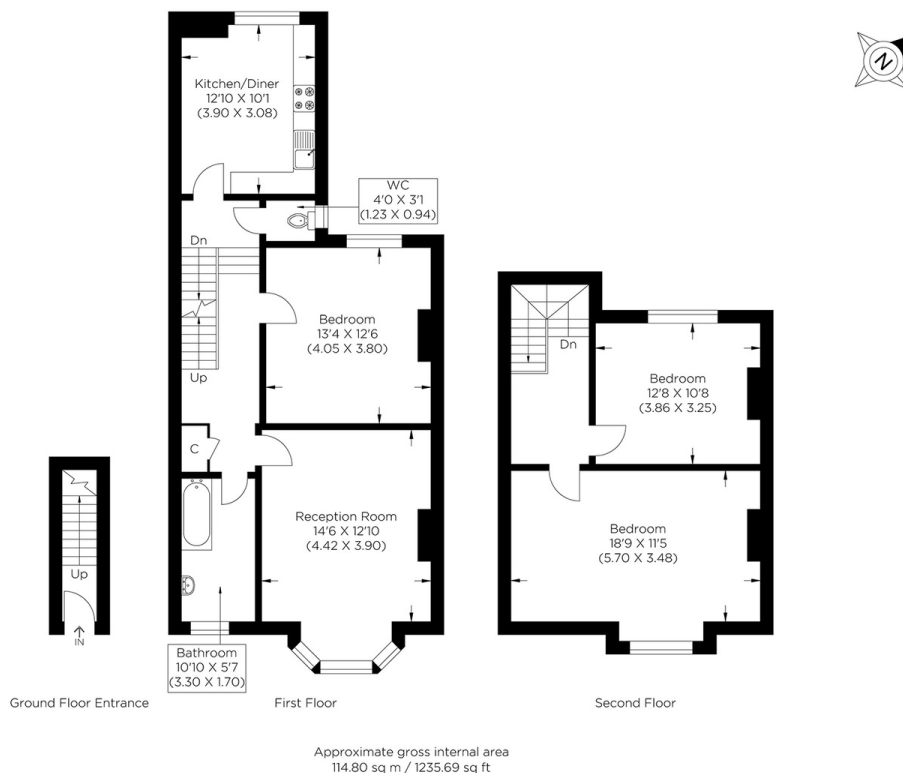 Kitchen/Diner
12'10 X 10'1
(3.90 X 3.08)
N
WC
4'0 X 3'1
(1.23 X 0.94)
Dn
Bedroom
13'4 X 12'6
(4.05 X 3.80)
Up
C
Reception Room
14'6 X 12'10
(4.42 X 3.90)
Bathroom
10'10 X 5'7
(3.30 X 1.70)
Dn
Bedroom
12'8 X 10'8
(3.86 X 3.25)
Bedroom
18'9 X 11'5
(5.70 X 3.48)
Up
IN
Ground Floor Entrance
First Floor
Second Floor
Approximate gross internal area
114.80 sq m / 1235.69 sq ft